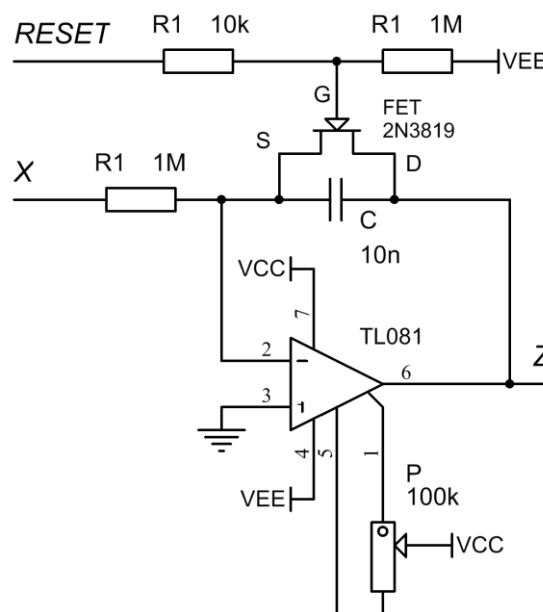 RESET
R1 10k
R1 1M
VEE
G
FET
2N3819
S
D
X
R1 1M
C
10n
VCC
7
TL081
2
6
Z
3
4
5
1
VEE
P
100k
VCC